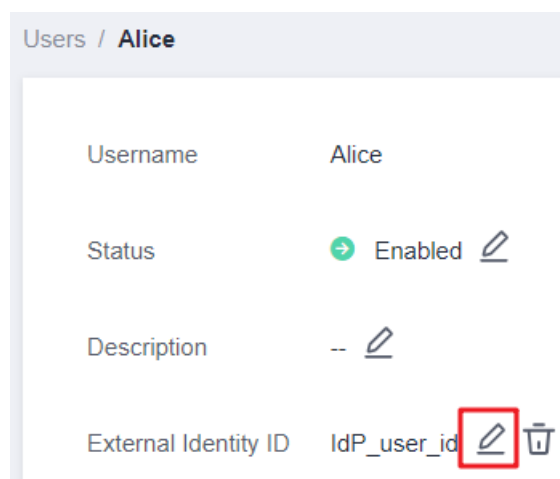 Users / Alice
Username Alice
Status Enabled
Description --
External Identity ID IdP_user_id